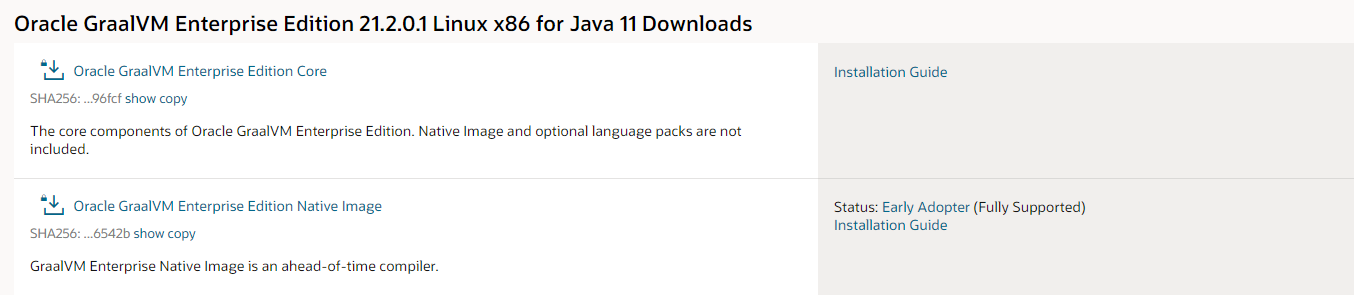 Oracle GraalVM Enterprise Edition 21.2.0.1 Linux x86 for Java 11 Downloads
Oracle GraalVM Enterprise Edition Core
Installation Guide
SHA256: ...96fcf show copy
The core components of Oracle GraalVM Enterprise Edition. Native Image and optional language packs are not
included.
Oracle GraalVM Enterprise Edition Native Image
Status: Early Adopter (Fully Supported)
Installation Guide
SHA256: ...6542b show copy
GraalVM Enterprise Native Image is an ahead-of-time compiler.